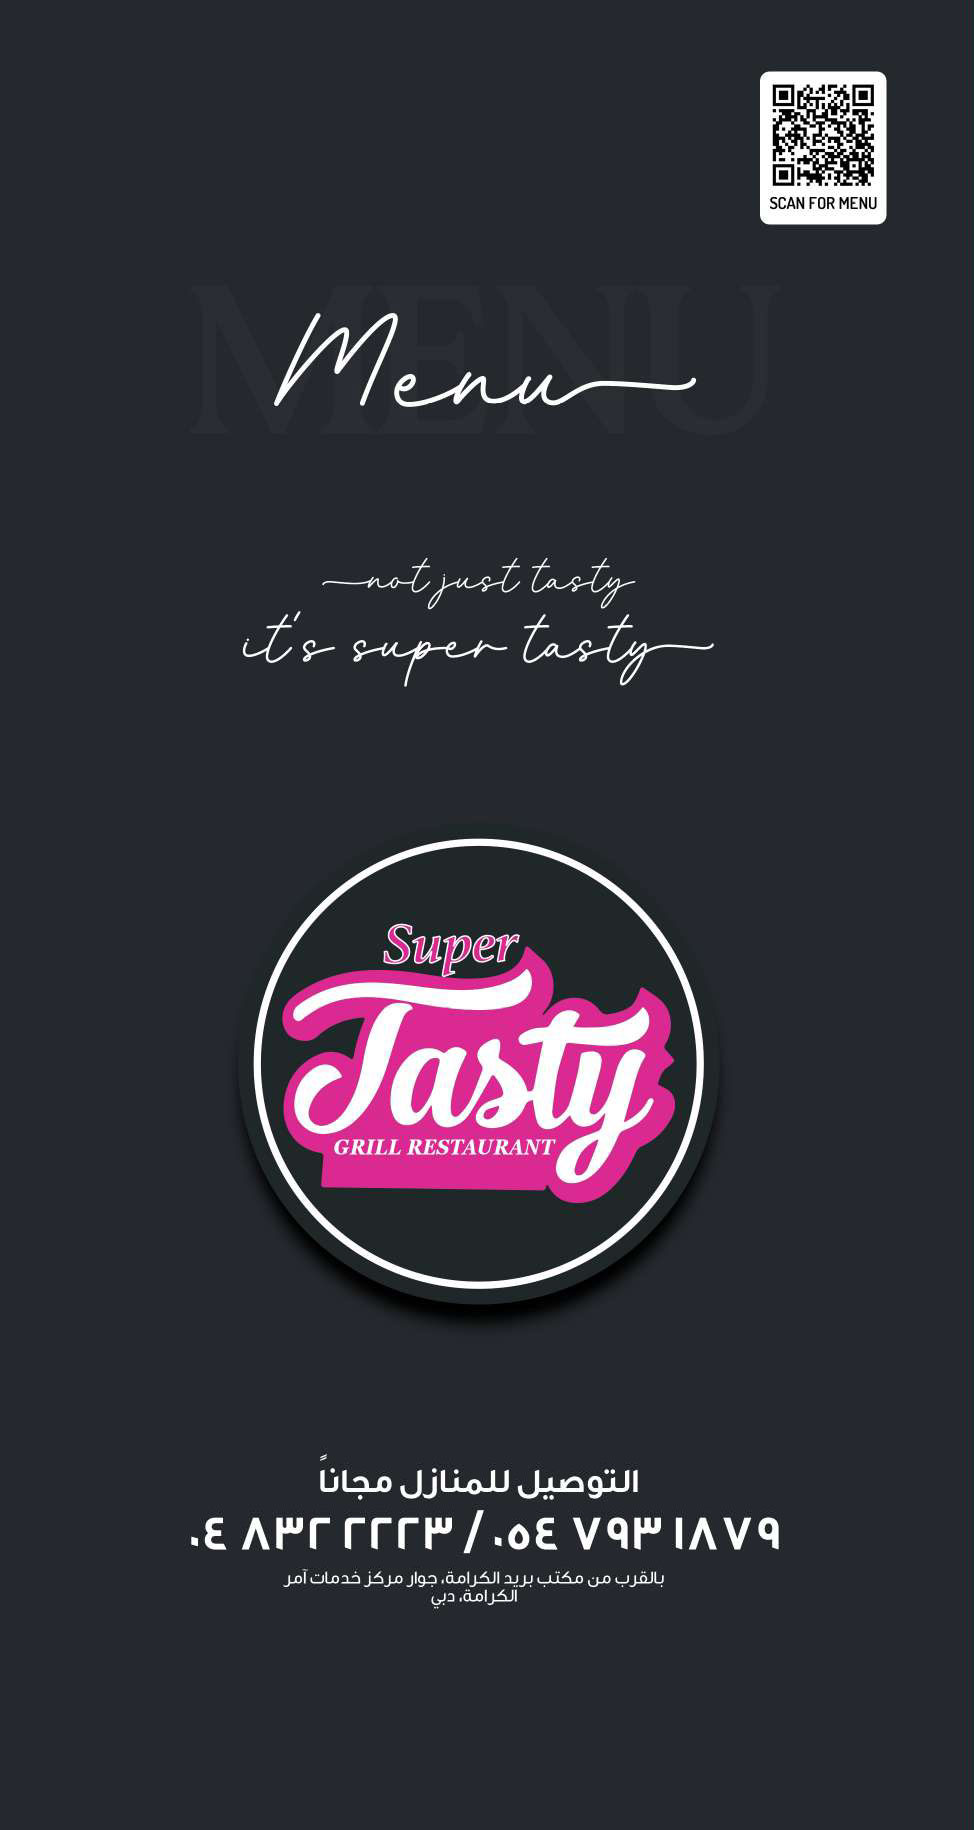 SCAN FOR MENU
MENU
Menu
not just tasty
it's super tasty
Super
Tasty
GRILL RESTAURANT
التوصيل للمنازل مجاناً
٠٤ ٨٣٢ ٢٢٢٣ / ٠٥٤ ٧٩٣ ١٨٧٩
بالقرب من مكتب بريد الكرامة، جوار مركز خدمات آمر
الكرامة، دبي